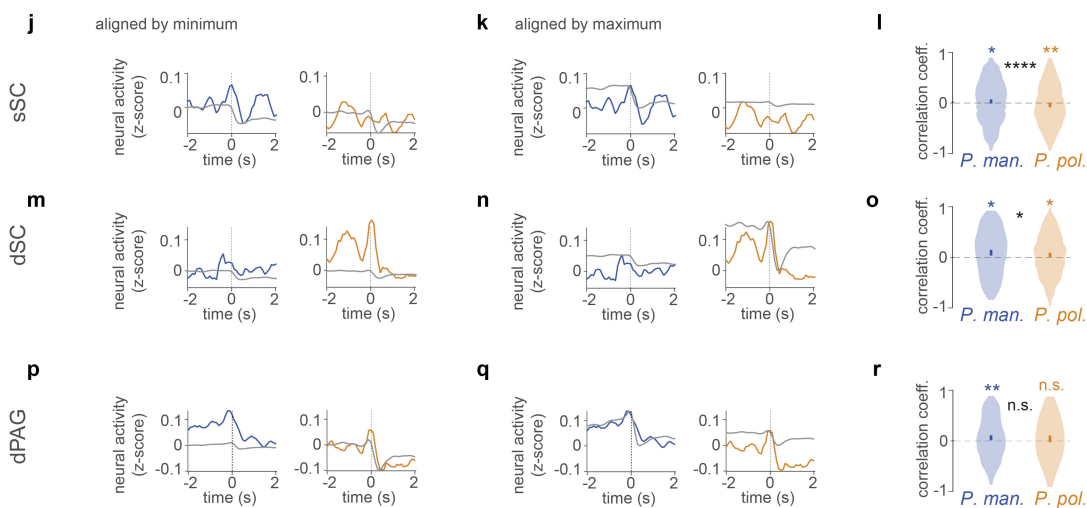 j aligned by minimum
k aligned by maximum
l
sSC
neural activity
(z-score)
0.1
0
-2 0 2
time (s)
0.1
0
-2 0 2
time (s)
neural activity
(z-score)
0.1
0
-2 0 2
time (s)
0.1
0
-2 0 2
time (s)
correlation coeff.
1
0
-1
* **** **
P. man. P. pol.
m
n
o
dSC
neural activity
(z-score)
0.1
0
-2 0 2
time (s)
0.1
0
-2 0 2
time (s)
neural activity
(z-score)
0.1
0
-2 0 2
time (s)
0.1
0
-2 0 2
time (s)
correlation coeff.
1
0
-1
* * *
P. man. P. pol.
p
q
r
dPAG
neural activity
(z-score)
0.1
0
-0.1
-2 0 2
time (s)
0.1
0
-0.1
-2 0 2
time (s)
neural activity
(z-score)
0.1
0
-0.1
-2 0 2
time (s)
0.1
0
-0.1
-2 0 2
time (s)
correlation coeff.
1
0
-1
** n.s. n.s.
P. man. P. pol.